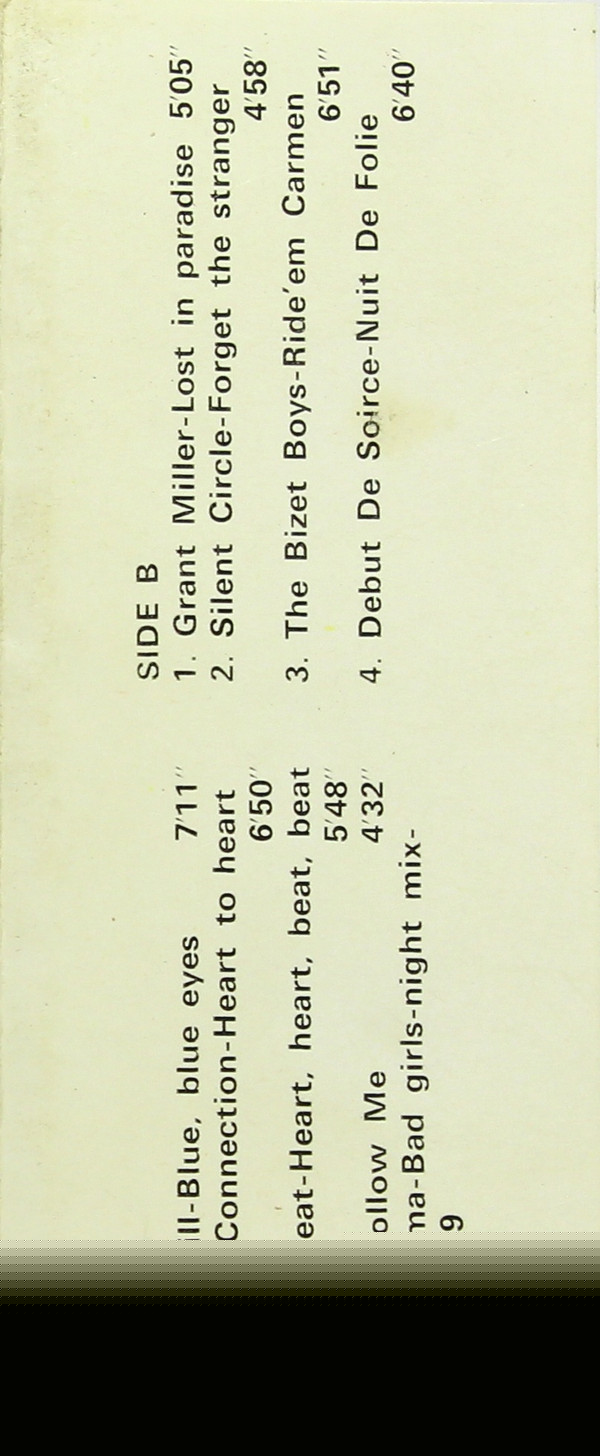 ll-Blue, blue eyes 7'11"
Connection-Heart to heart
6'50"
eat-Heart, heart, beat, beat
5'48"
ollow Me 4'32"
na-Bad girls-night mix-
9
SIDE B
1. Grant Miller-Lost in paradise 5'05"
2. Silent Circle-Forget the stranger
4'58"
3. The Bizet Boys-Ride'em Carmen
6'51"
4. Debut De Soirce-Nuit De Folie
6'40"